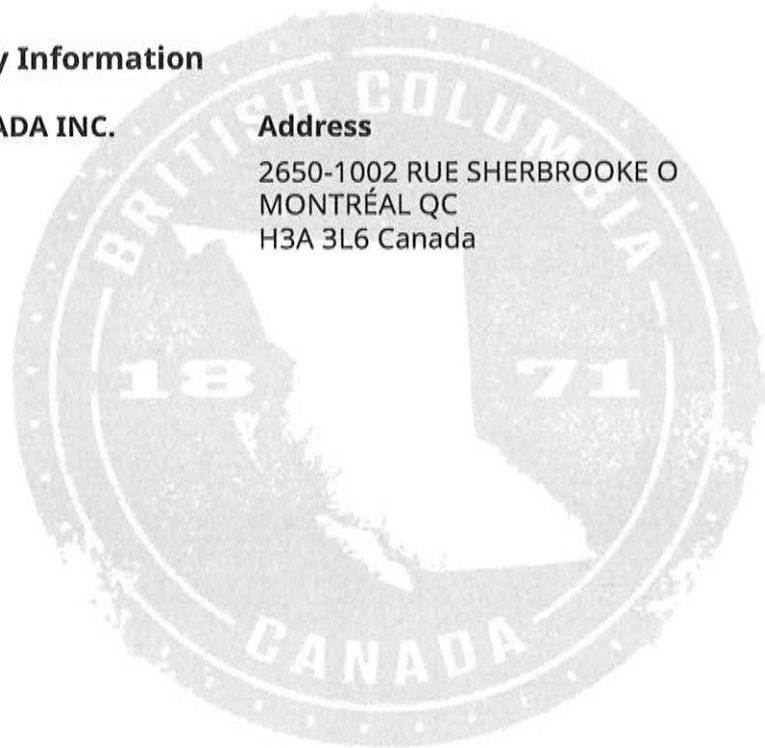 y Information
ADA INC.
Address
2650-1002 RUE SHERBROOKE O
MONTRÉAL QC
H3A 3L6 Canada
BRITISH COLUMBIA
18 71
CANADA